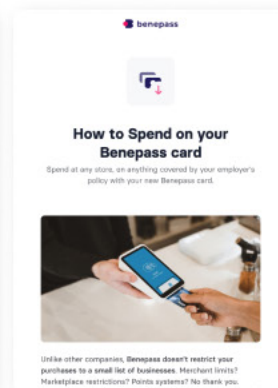 benepass
How to Spend on your
Benepass card
Spend at any store, on anything covered by your employer's
policy with your new Benepass card.
Unlike other companies, Benepass doesn't restrict your
purchases to a small list of businesses. Merchant limits?
Marketplace restrictions? Points systems? No thank you.